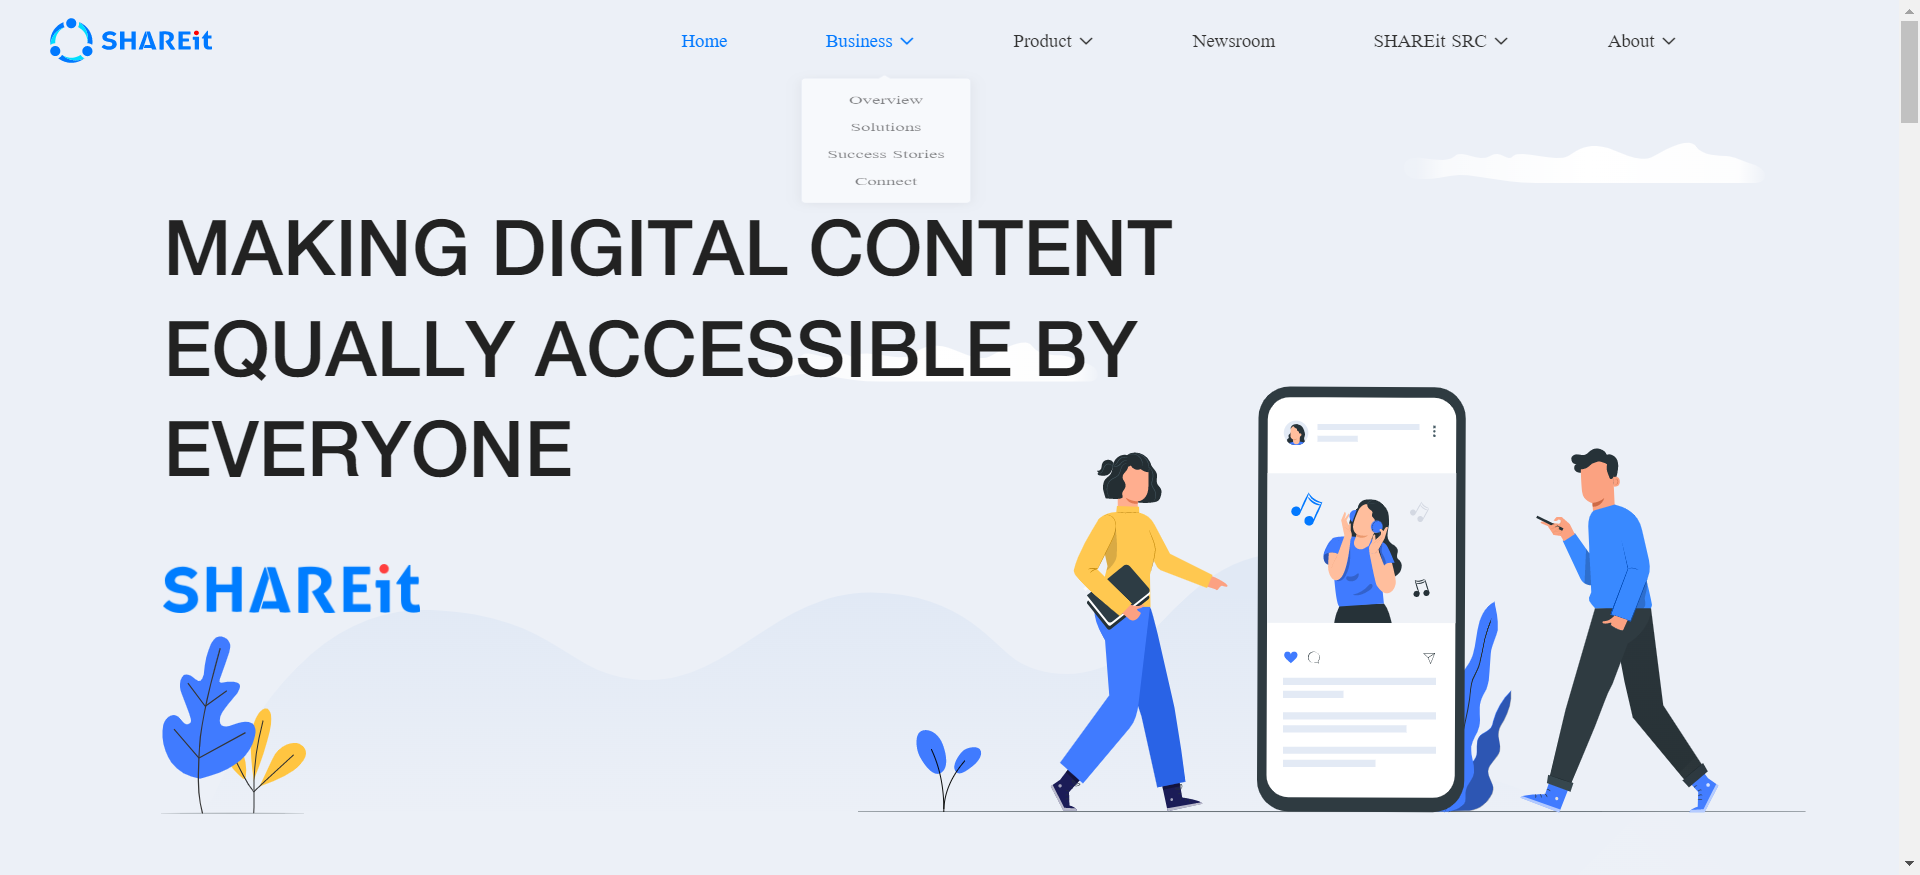 SHAREit
Home
Business
Product
Newsroom
SHAREit SRC
About
Overview
Solutions
Success Stories
Connect
MAKING DIGITAL CONTENT
EQUALLY ACCESSIBLE BY
EVERYONE
SHAREit